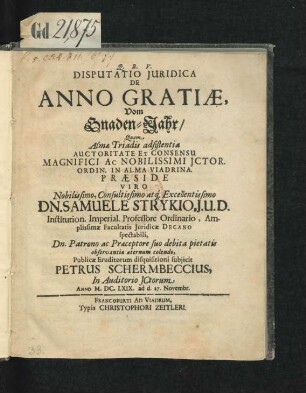 Gd 21875
D. B. V.
DISPUTATIO JURIDICA
DE
ANNO GRATIÆ,
Vom
Gnaden-Jahr/
Quam,
Almæ Triadis adsistentia
AUCTORITATE ET CONSENSU
MAGNIFICI AC NOBILISSIMI JCTOR.
ORDIN. IN ALMA VIADRINA.
PRÆSIDE
VIRO
Nobilissimo, Consultissimo atq; Excellentissimo
DN. SAMUELE STRYKIO, J.U.D.
Institution. Imperial. Professore Ordinario, Am-
plissimæ Facultatis Juridicæ DECANO
spectabili,
Dn. Patrono ac Præceptore suo debita pietatis
observantia æternum colendo,
Publicæ Eruditorum disquisitioni subjicit
PETRUS SCHERMBECCIUS,
In Auditorio JCtorum,
ANNO M. DC. LXIX. ad d. 27. Novembr.
FRANCOFURTI AD VIADRUM,
Typis CHRISTOPHORI ZEITLERI.